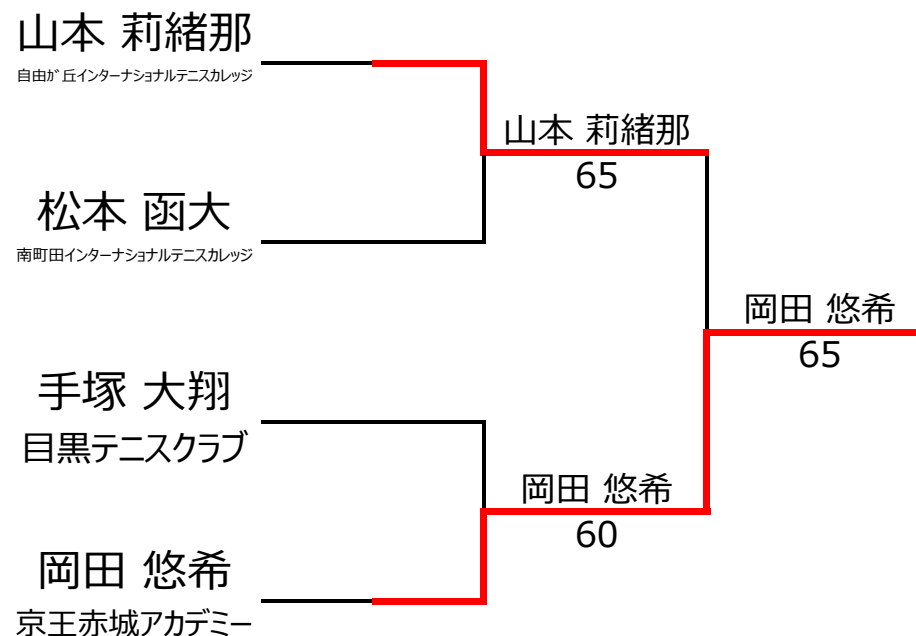 山本 莉緒那
自由が丘インターナショナルテニスカレッジ
山本 莉緒那
65
松本 函大
南町田インターナショナルテニスカレッジ
岡田 悠希
65
手塚 大翔
目黒テニスクラブ
岡田 悠希
60
岡田 悠希
京王赤城アカデミー